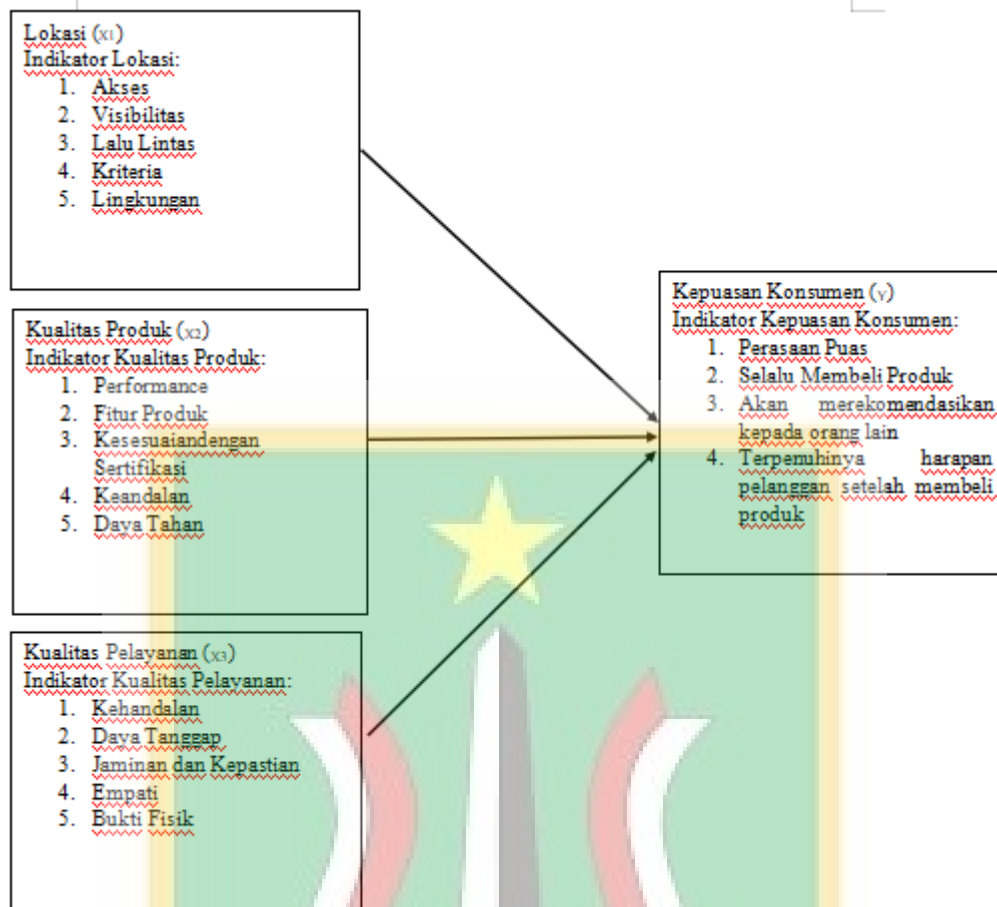 Lokasi (X1)
Indikator Lokasi:
1. Akses
2. Visibilitas
3. Lalu Lintas
4. Kriteria
5. Lingkungan
Kualitas Produk (X2)
Indikator Kualitas Produk:
1. Performance
2. Fitur Produk
3. Kesesuaiandengan
Sertifikasi
4. Keandalan
5. Daya Tahan
Kualitas Pelayanan (X3)
Indikator Kualitas Pelayanan:
1. Kehandalan
2. Daya Tanggap
3. Jaminan dan Kepastian
4. Empati
5. Bukti Fisik
Kepuasan Konsumen (Y)
Indikator Kepuasan Konsumen:
1. Perasaan Puas
2. Selalu Membeli Produk
3. Akan merekomendasikan
kepada orang lain
4. Terpenuhinya harapan
pelanggan setelah membeli
produk